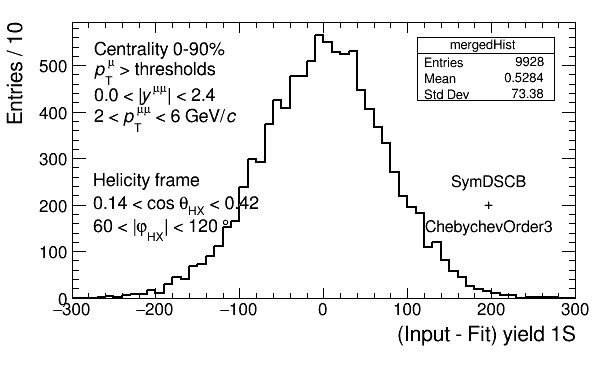 Entries / 10
Centrality 0-90%
p_T^μ > thresholds
0.0 < |y^μμ| < 2.4
2 < p_T^μμ < 6 GeV/c
mergedHist
Entries 9928
Mean 0.5284
Std Dev 73.38
Helicity frame
0.14 < cos θ_HX < 0.42
60 < |φ_HX| < 120 °
SymDSCB
+
ChebychevOrder3
500
400
300
200
100
0
−300 −200 −100 0 100 200 300
(Input - Fit) yield 1S